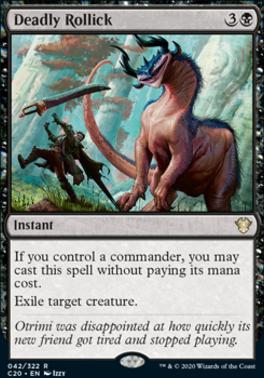 Deadly Rollick 3
Instant
If you control a commander, you may
cast this spell without paying its mana
cost.
Exile target creature.
Otrimi was disappointed at how quickly its
new friend got tired and stopped playing.
042/322 R
C20 • EN Izzy
™ & © 2020 Wizards of the Coast